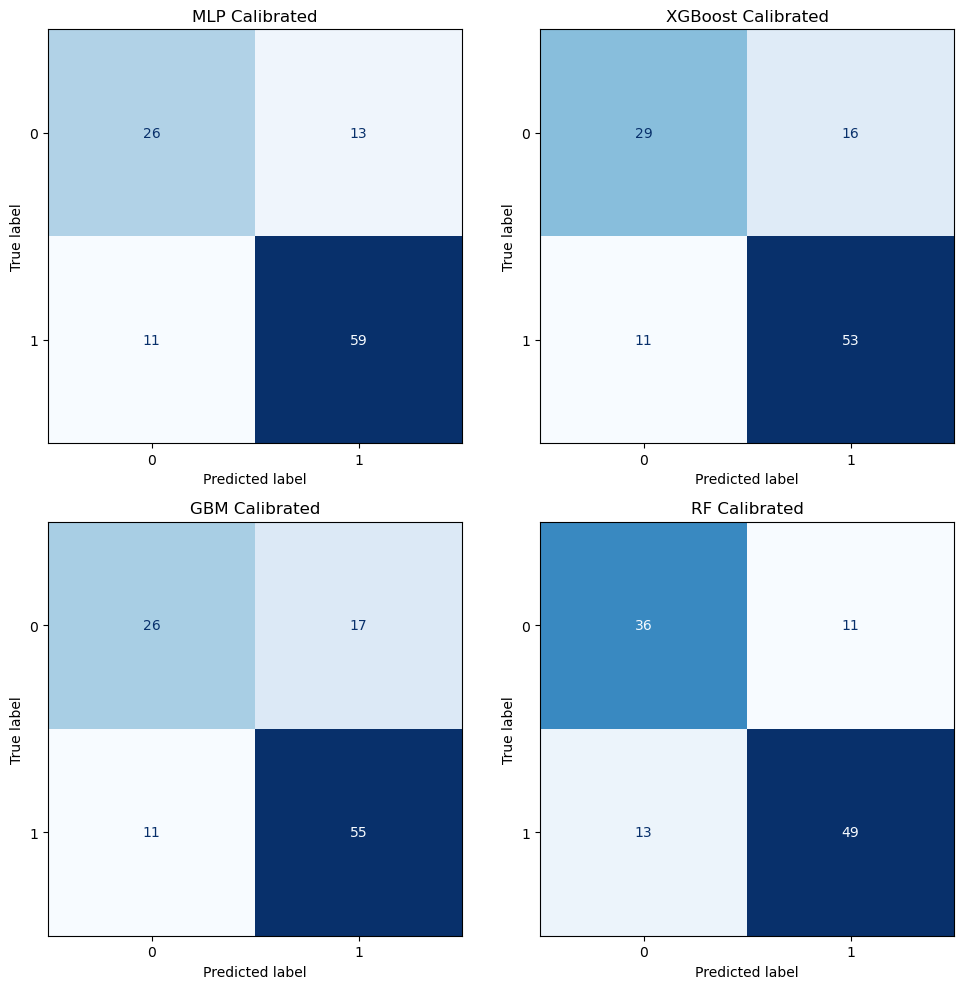 MLP Calibrated
0
26
13
True label
1
11
59
0
1
Predicted label
XGBoost Calibrated
0
29
16
True label
1
11
53
0
1
Predicted label
GBM Calibrated
0
26
17
True label
1
11
55
0
1
Predicted label
RF Calibrated
0
36
11
True label
1
13
49
0
1
Predicted label